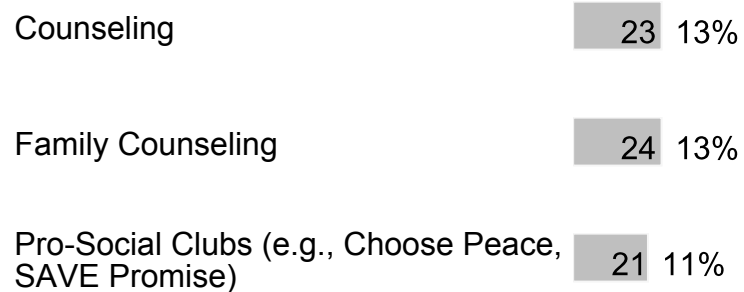 Counseling 23 13%
Family Counseling 24 13%
Pro-Social Clubs (e.g., Choose Peace,
SAVE Promise) 21 11%